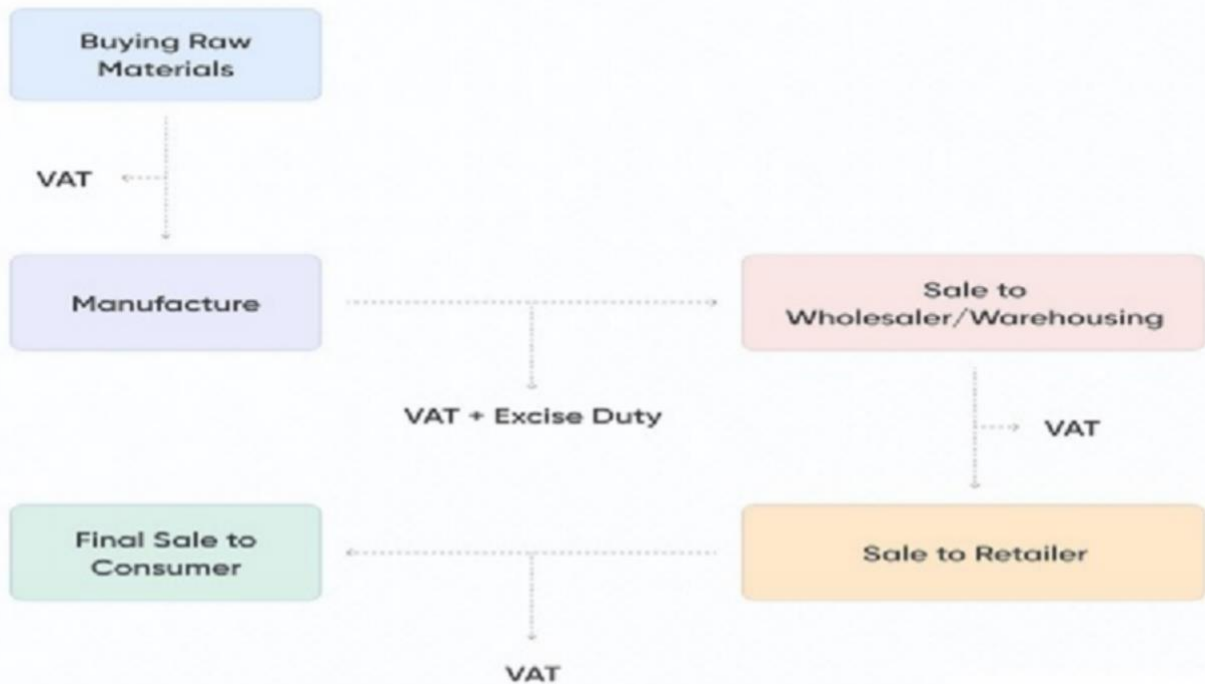 Buying Raw
Materials
VAT
Manufacture
Sale to
Wholesaler/Warehousing
VAT + Excise Duty
VAT
Final Sale to
Consumer
Sale to Retailer
VAT